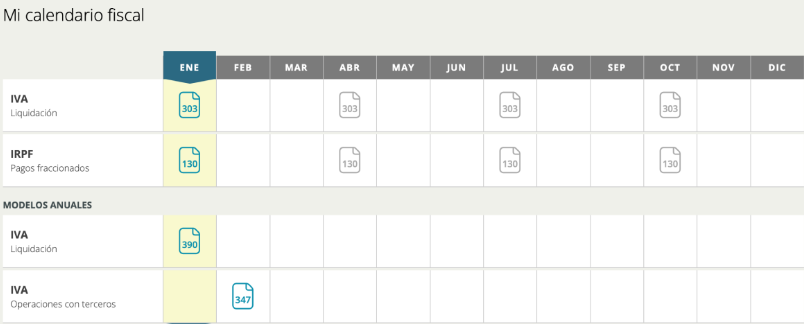 Mi calendario fiscal
ENE FEB MAR ABR MAY JUN JUL AGO SEP OCT NOV DIC
IVA
Liquidación
303 303 303 303
IRPF
Pagos fraccionados
130 130 130 130
MODELOS ANUALES
IVA
Liquidación
390
IVA
Operaciones con terceros
347